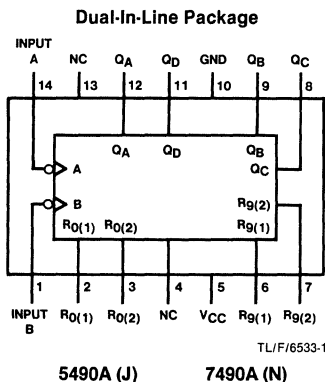 Dual-In-Line Package
INPUT
A NC QA QD GND QB QC
14 13 12 11 10 9 8
QA QD QB
A QC
B R9(2)
R0(1) R0(2) R9(1)
1 2 3 4 5 6 7
INPUT
B R0(1) R0(2) NC VCC R9(1) R9(2)
TL/F/6533-1
5490A (J) 7490A (N)